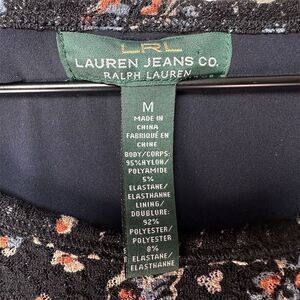 LRL
LAUREN JEANS CO.
RALPH LAUREN
M
MADE IN
CHINA
FABRIQUÉ EN
CHINE
BODY/CORPS:
95%NYLON/
POLYAMIDE
5%
ELASTANE/
ELASTHANNE
LINING/
DOUBLURE:
92%
POLYESTER/
POLYESTER
8%
ELASTANE/
ELASTHANNE